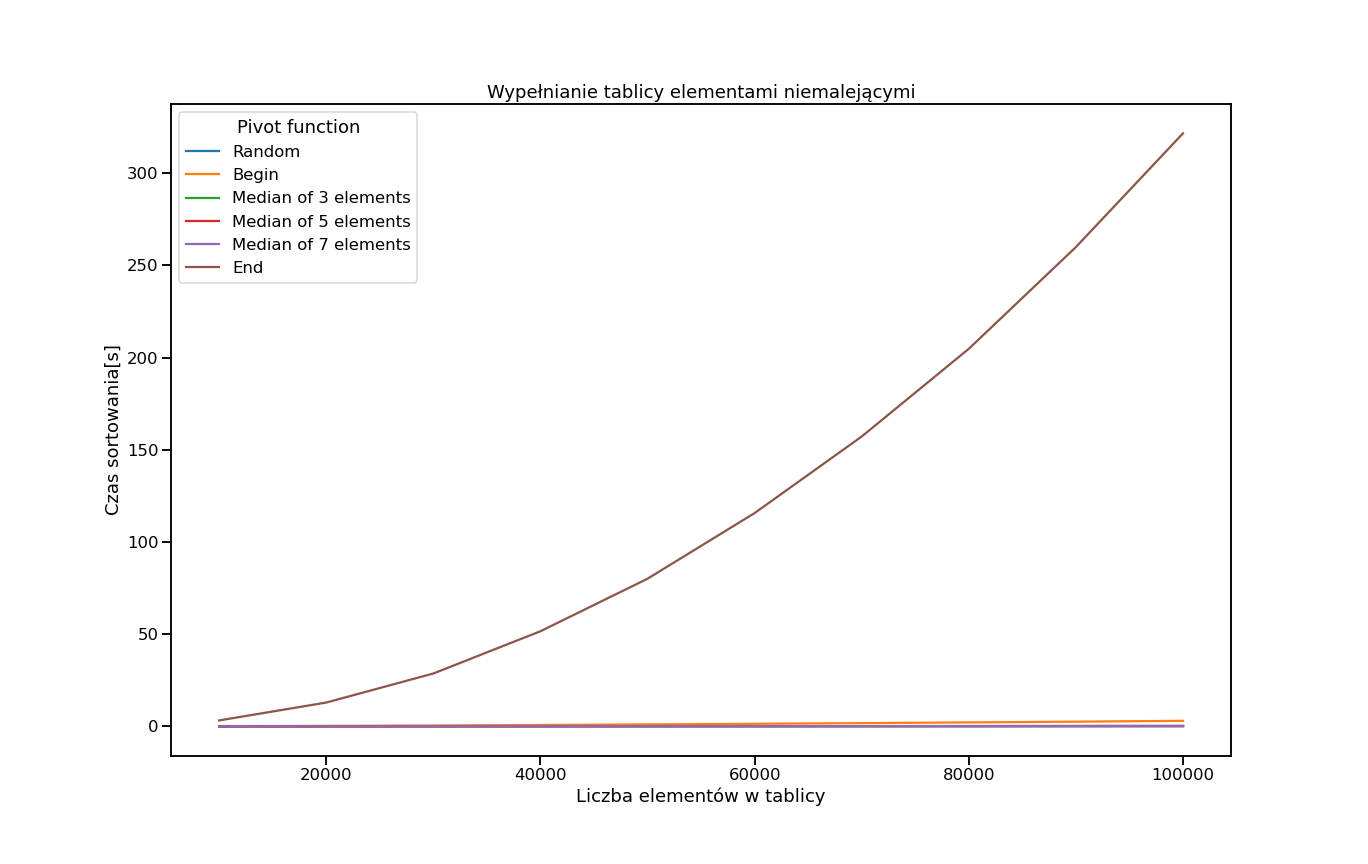 Wypełnianie tablicy elementami niemalejącymi
Pivot function
Random
Begin
Median of 3 elements
Median of 5 elements
Median of 7 elements
End
Czas sortowania[s]
300
250
200
150
100
50
0
20000
40000
60000
80000
100000
Liczba elementów w tablicy